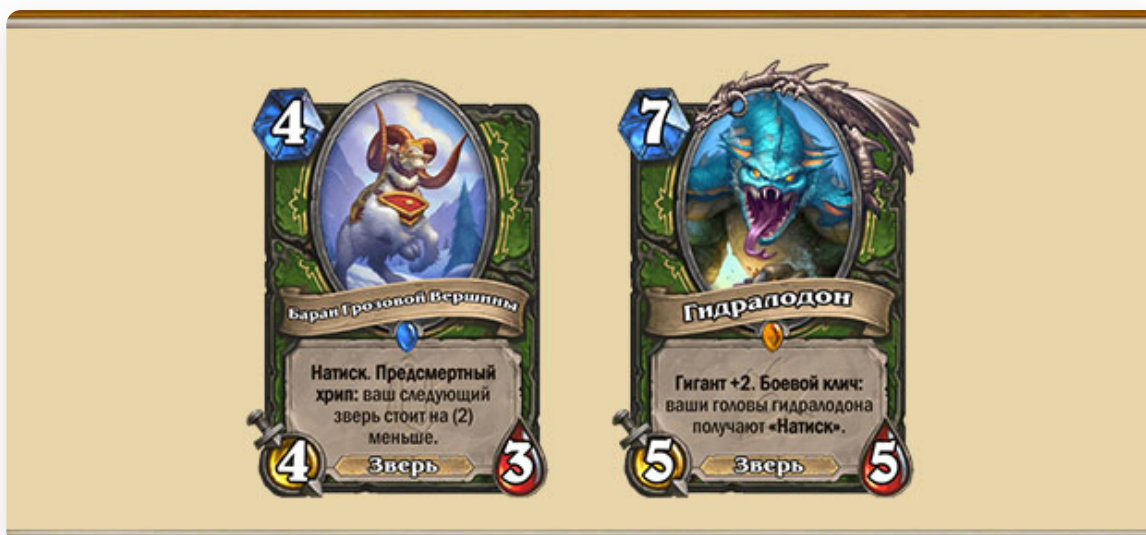 4
Баран Грозовой Вершины
Натиск. Предсмертный
хрип: ваш следующий
зверь стоит на (2)
меньше.
4
Зверь
3
7
Гидралодон
Гигант +2. Боевой клич:
ваши головы гидралодона
получают «Натиск».
5
Зверь
5